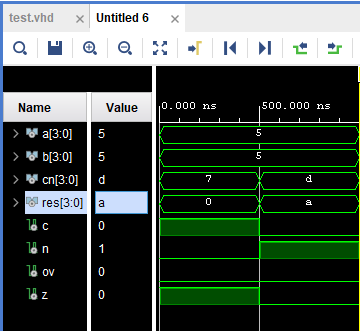 test.vhd Untitled 6
Name Value
0.000 ns 500.000 ns
a[3:0] 5 5
b[3:0] 5 5
cn[3:0] d 7 d
res[3:0] a 0 a
c 0
n 1
ov 0
z 0